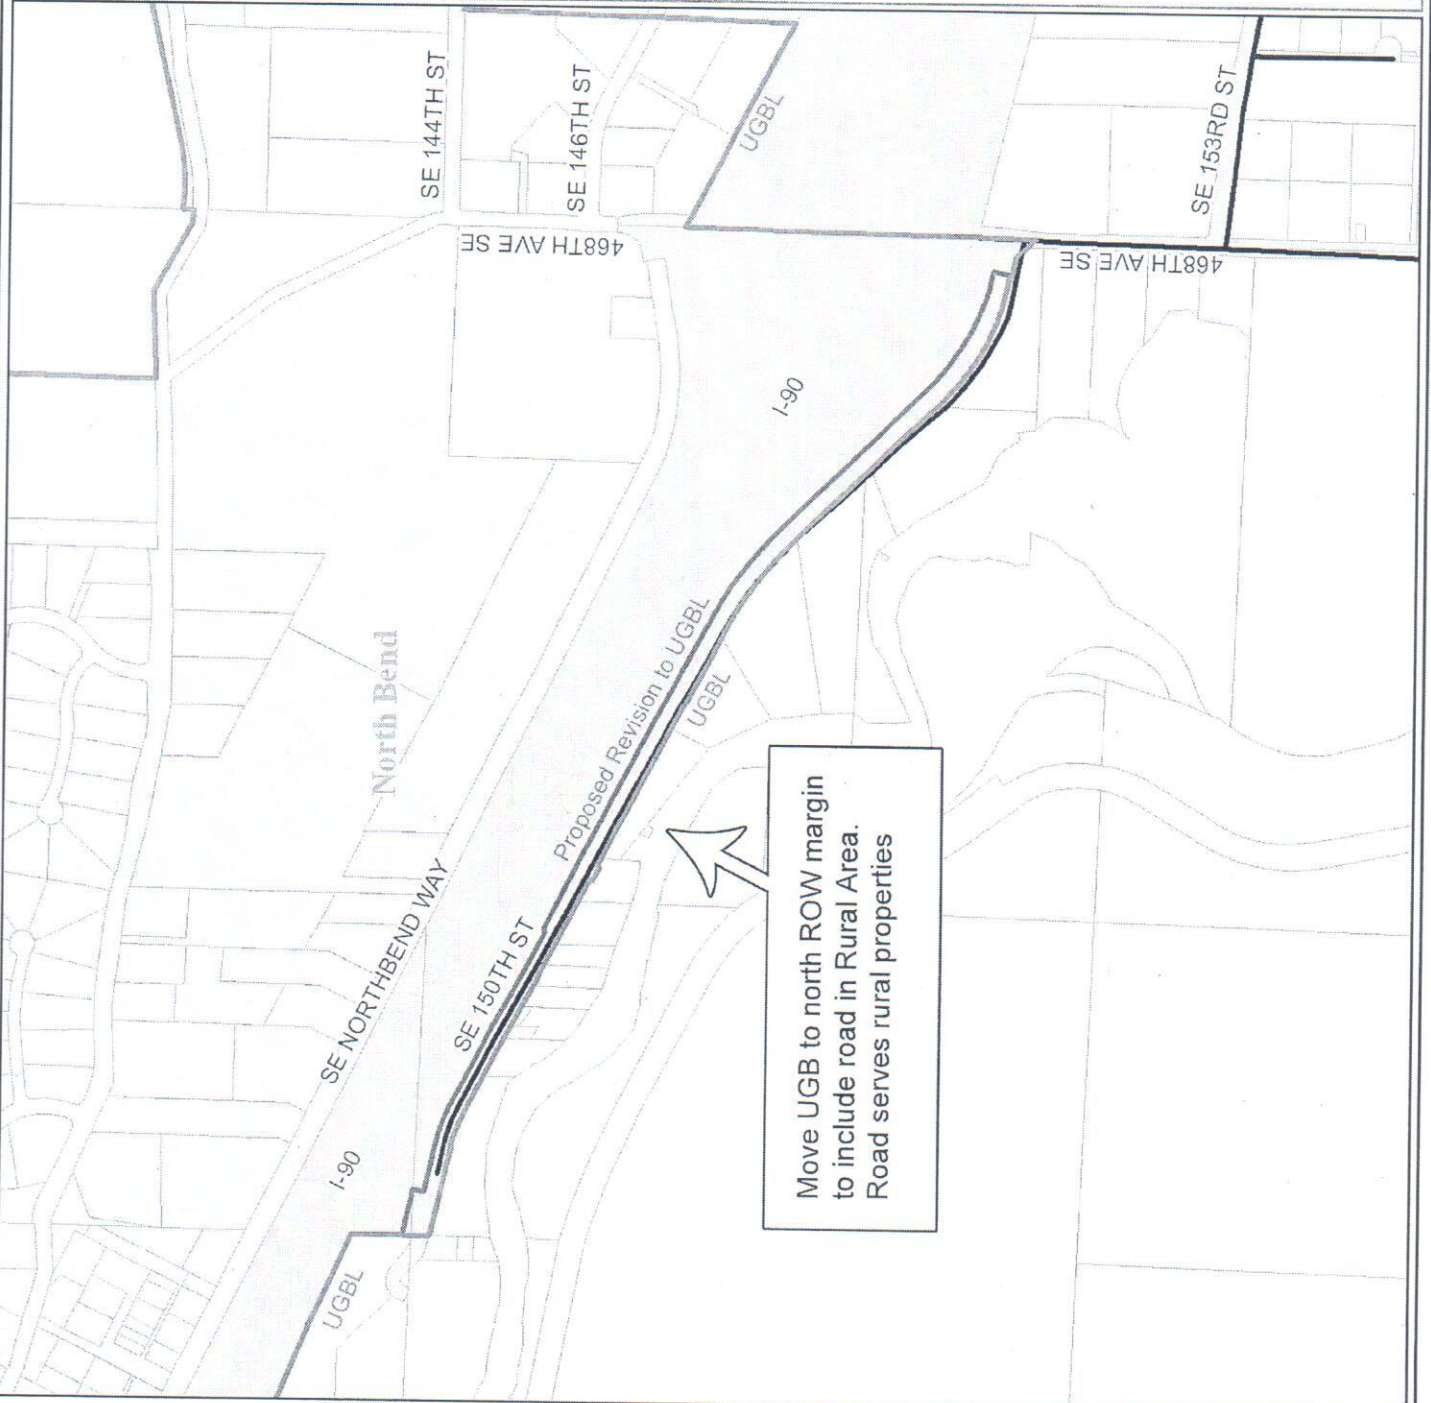 SE 144TH ST
SE 146TH ST
468TH AVE SE
UGBL
SE 153RD ST
468TH AVE SE
I-90
North Bend
Proposed Revision to UGBL
UGBL
SE NORTHBEND WAY
SE 150TH ST
I-90
UGBL
Move UGB to north ROW margin
to include road in Rural Area.
Road serves rural properties